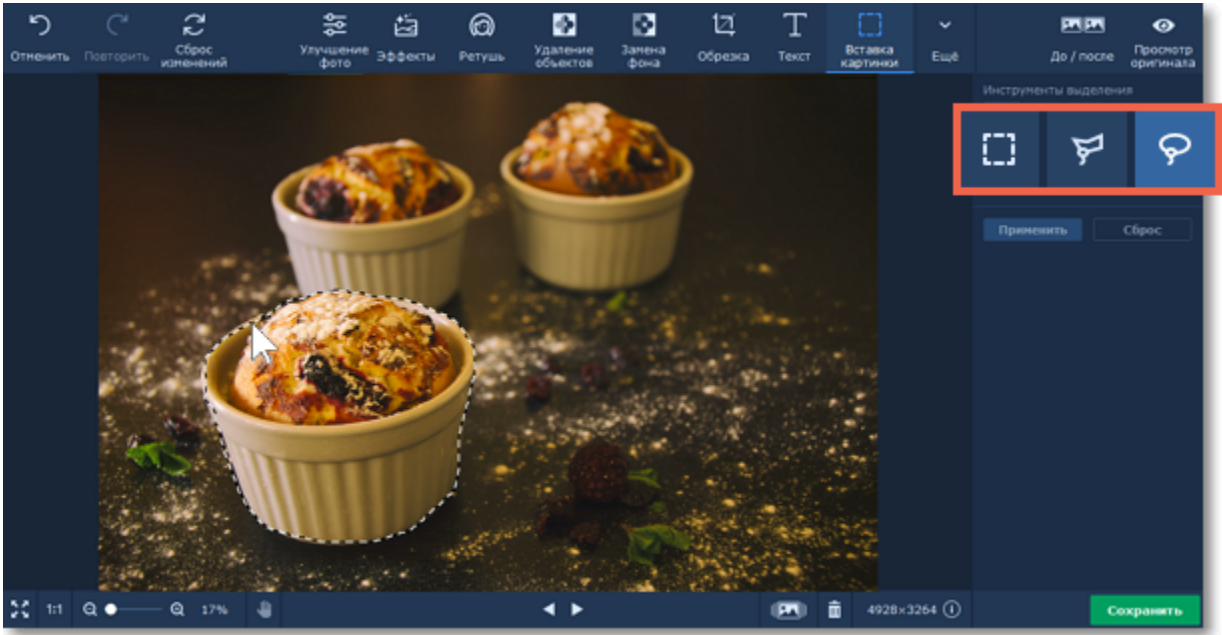 Отменить
Повторить
Сброс
изменений
Улучшение
фото
Эффекты
Ретушь
Удаление
объектов
Замена
фона
Обрезка
Текст
Вставка
картинки
Ещё
До / после
Просмотр
оригинала
Инструменты выделения
Применить
Сброс
1:1
17%
4928×3264
Сохранить